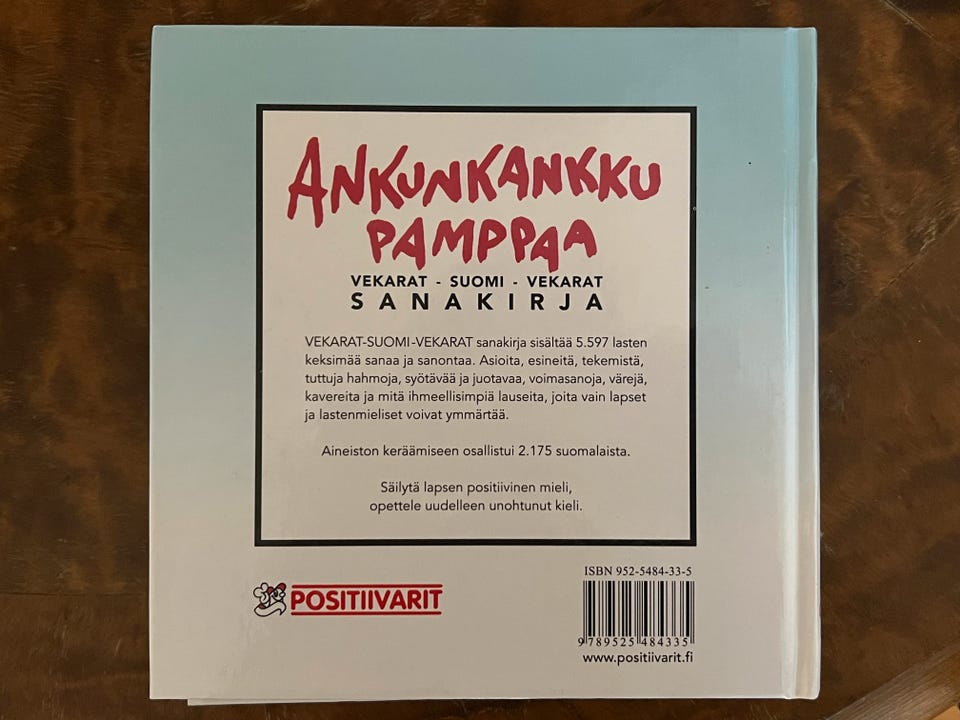 ANKUNKANKKU
PAMPPAA
VEKARAT - SUOMI - VEKARAT
SANAKIRJA
VEKARAT-SUOMI-VEKARAT sanakirja sisältää 5.597 lasten
keksimää sanaa ja sanontaa. Asioita, esineitä, tekemistä,
tuttuja hahmoja, syötävää ja juotavaa, voimasanoja, värejä,
kavereita ja mitä ihmeellisimpiä lauseita, joita vain lapset
ja lastenmieliset voivat ymmärtää.
Aineiston keräämiseen osallistui 2.175 suomalaista.
Säilytä lapsen positiivinen mieli,
opettele uudelleen unohtunut kieli.
POSITIIVARIT
ISBN 952-5484-33-5
9 789525 484335
www.positiivarit.fi